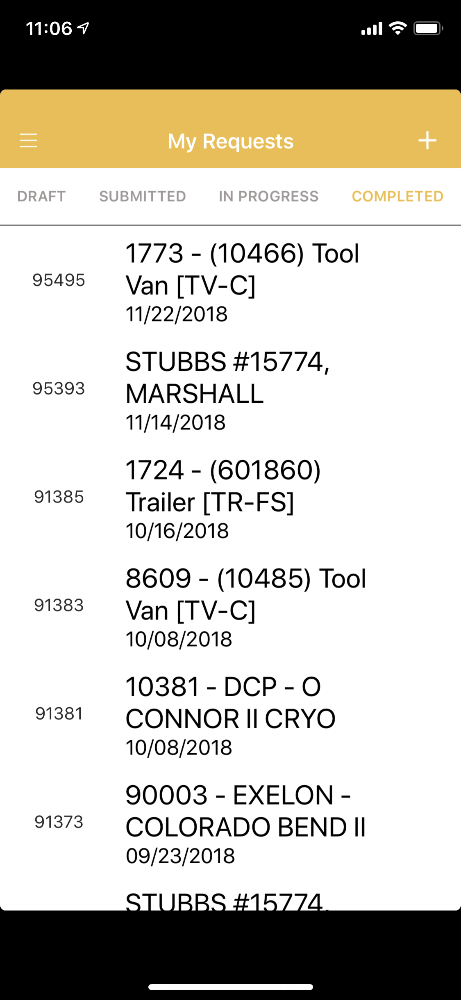 11:06
My Requests
DRAFT SUBMITTED IN PROGRESS COMPLETED
95495
1773 - (10466) Tool
Van [TV-C]
11/22/2018
95393
STUBBS #15774,
MARSHALL
11/14/2018
91385
1724 - (601860)
Trailer [TR-FS]
10/16/2018
91383
8609 - (10485) Tool
Van [TV-C]
10/08/2018
91381
10381 - DCP - O
CONNOR II CRYO
10/08/2018
91373
90003 - EXELON -
COLORADO BEND II
09/23/2018
STUBBS #15774,